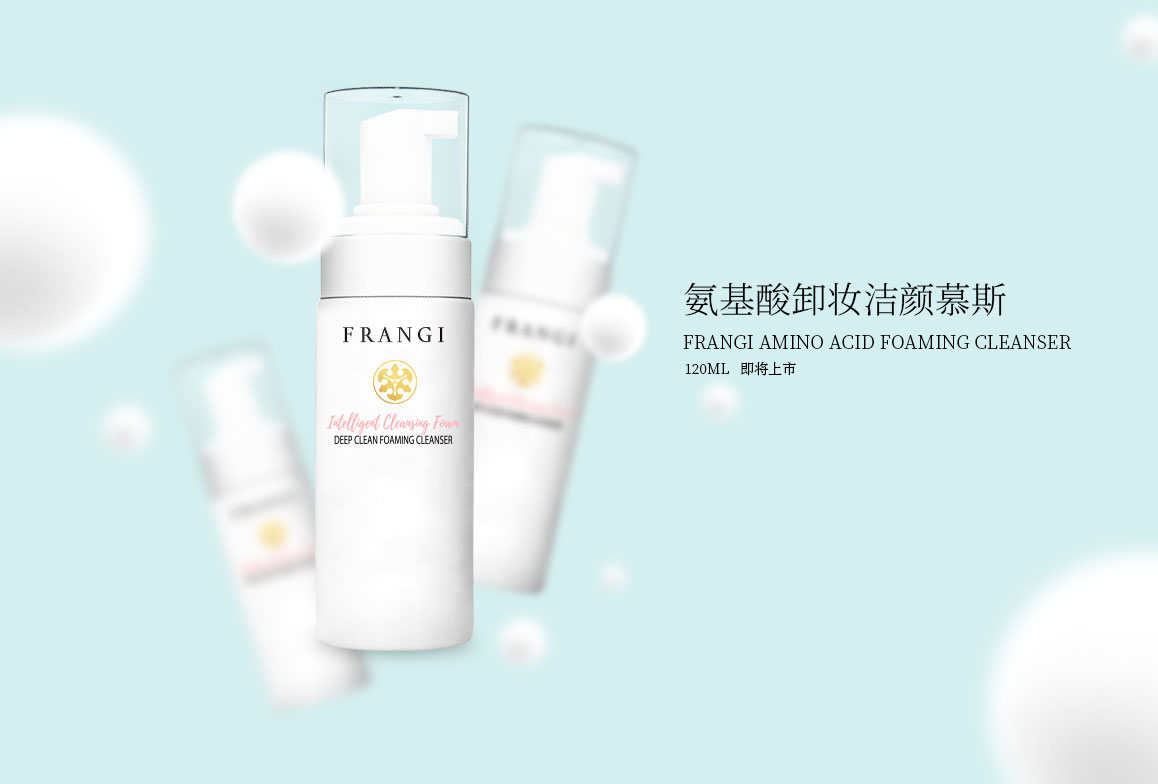 FRANGI
Intelligent Cleansing Foam
DEEP CLEAN FOAMING CLEANSER
FRANGI
氨基酸卸妆洁颜慕斯
FRANGI AMINO ACID FOAMING CLEANSER
120ML 即将上市